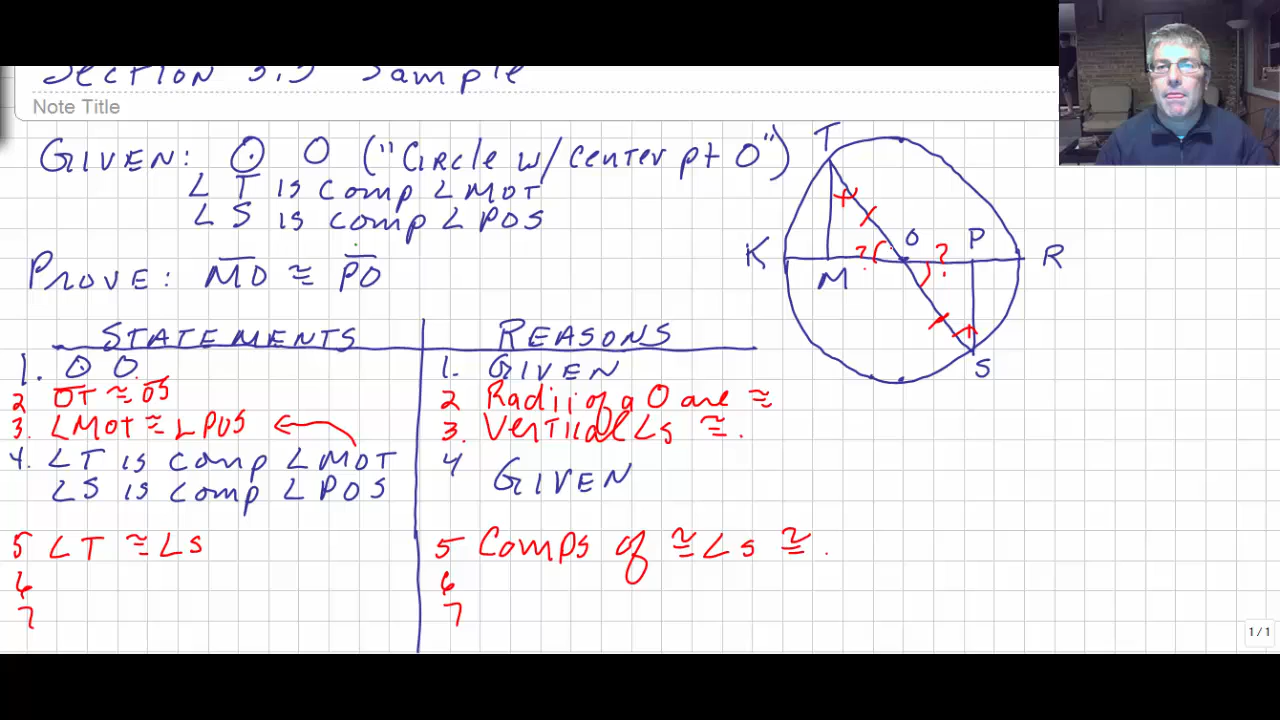 Section 3.3 Sample
Note Title
GIVEN: ⊙ O ("Circle w/center pt O")
∠ T is comp ∠MOT
∠ S is comp ∠POS
PROVE: MO ≅ PO
STATEMENTS REASONS
1. ⊙ O. 1. GIVEN
2 OT ≅ OS 2 Radii of a O are ≅
3. ∠MOT ≅ ∠POS 3. Vertical ∠s ≅.
4. ∠T is comp ∠MOT 4 GIVEN
∠S is comp ∠POS
5 ∠T ≅ ∠S 5 Comps of ≅∠s ≅.
6 6
7 7
T
K M O P R
? ?
S
1/1